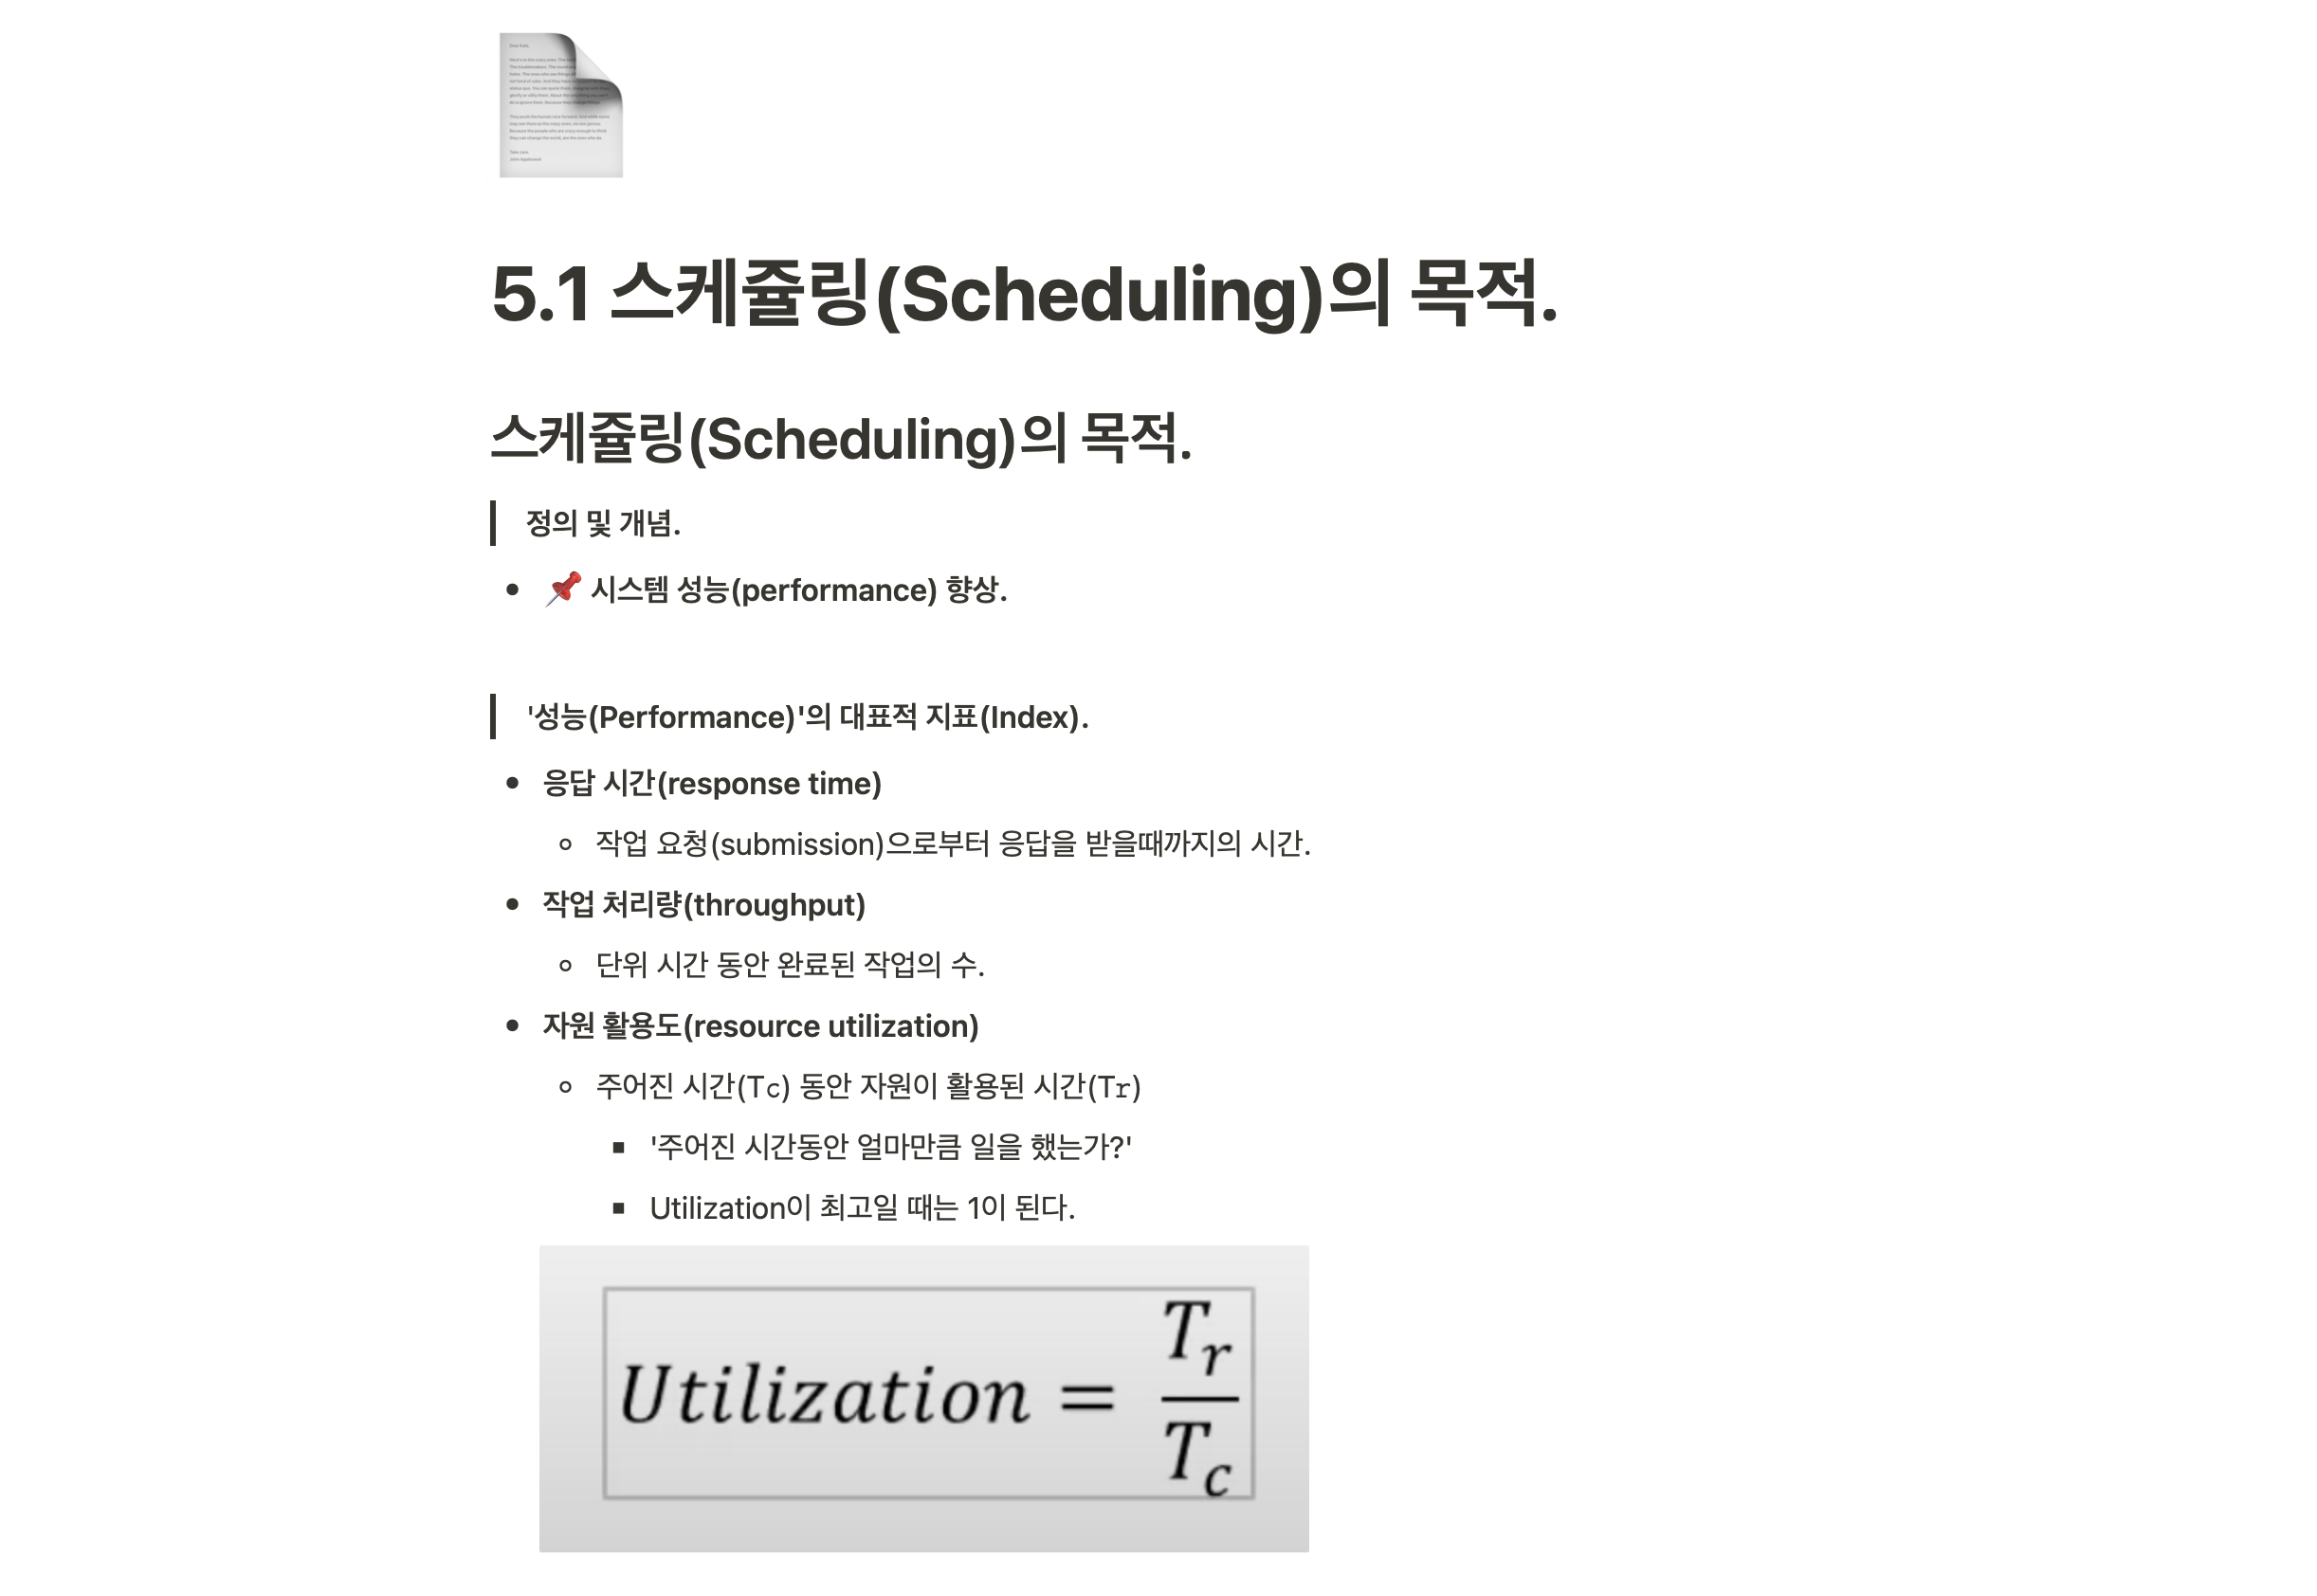 5.1 스케쥴링(Scheduling)의 목적.
스케쥴링(Scheduling)의 목적.
정의 및 개념.
📌 시스템 성능(performance) 향상.
'성능(Performance)'의 대표적 지표(Index).
응답 시간(response time)
작업 요청(submission)으로부터 응답을 받을때까지의 시간.
작업 처리량(throughput)
단위 시간 동안 완료된 작업의 수.
자원 활용도(resource utilization)
주어진 시간(Tc) 동안 자원이 활용된 시간(Tr)
'주어진 시간동안 얼마만큼 일을 했는가?'
Utilization이 최고일 때는 1이 된다.
Utilization = T_r / T_c